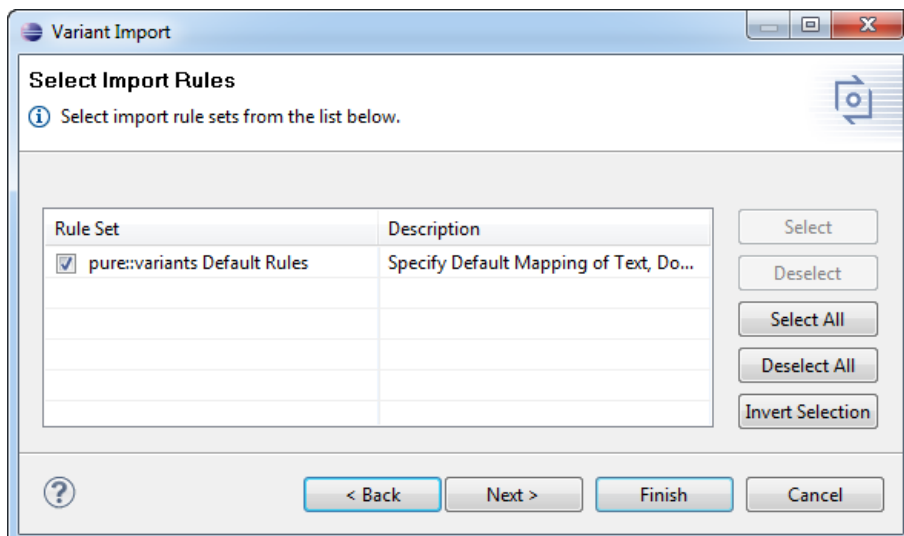 Variant Import
Select Import Rules
Select import rule sets from the list below.
Rule Set Description
pure::variants Default Rules Specify Default Mapping of Text, Do...
Select
Deselect
Select All
Deselect All
Invert Selection
< Back Next > Finish Cancel